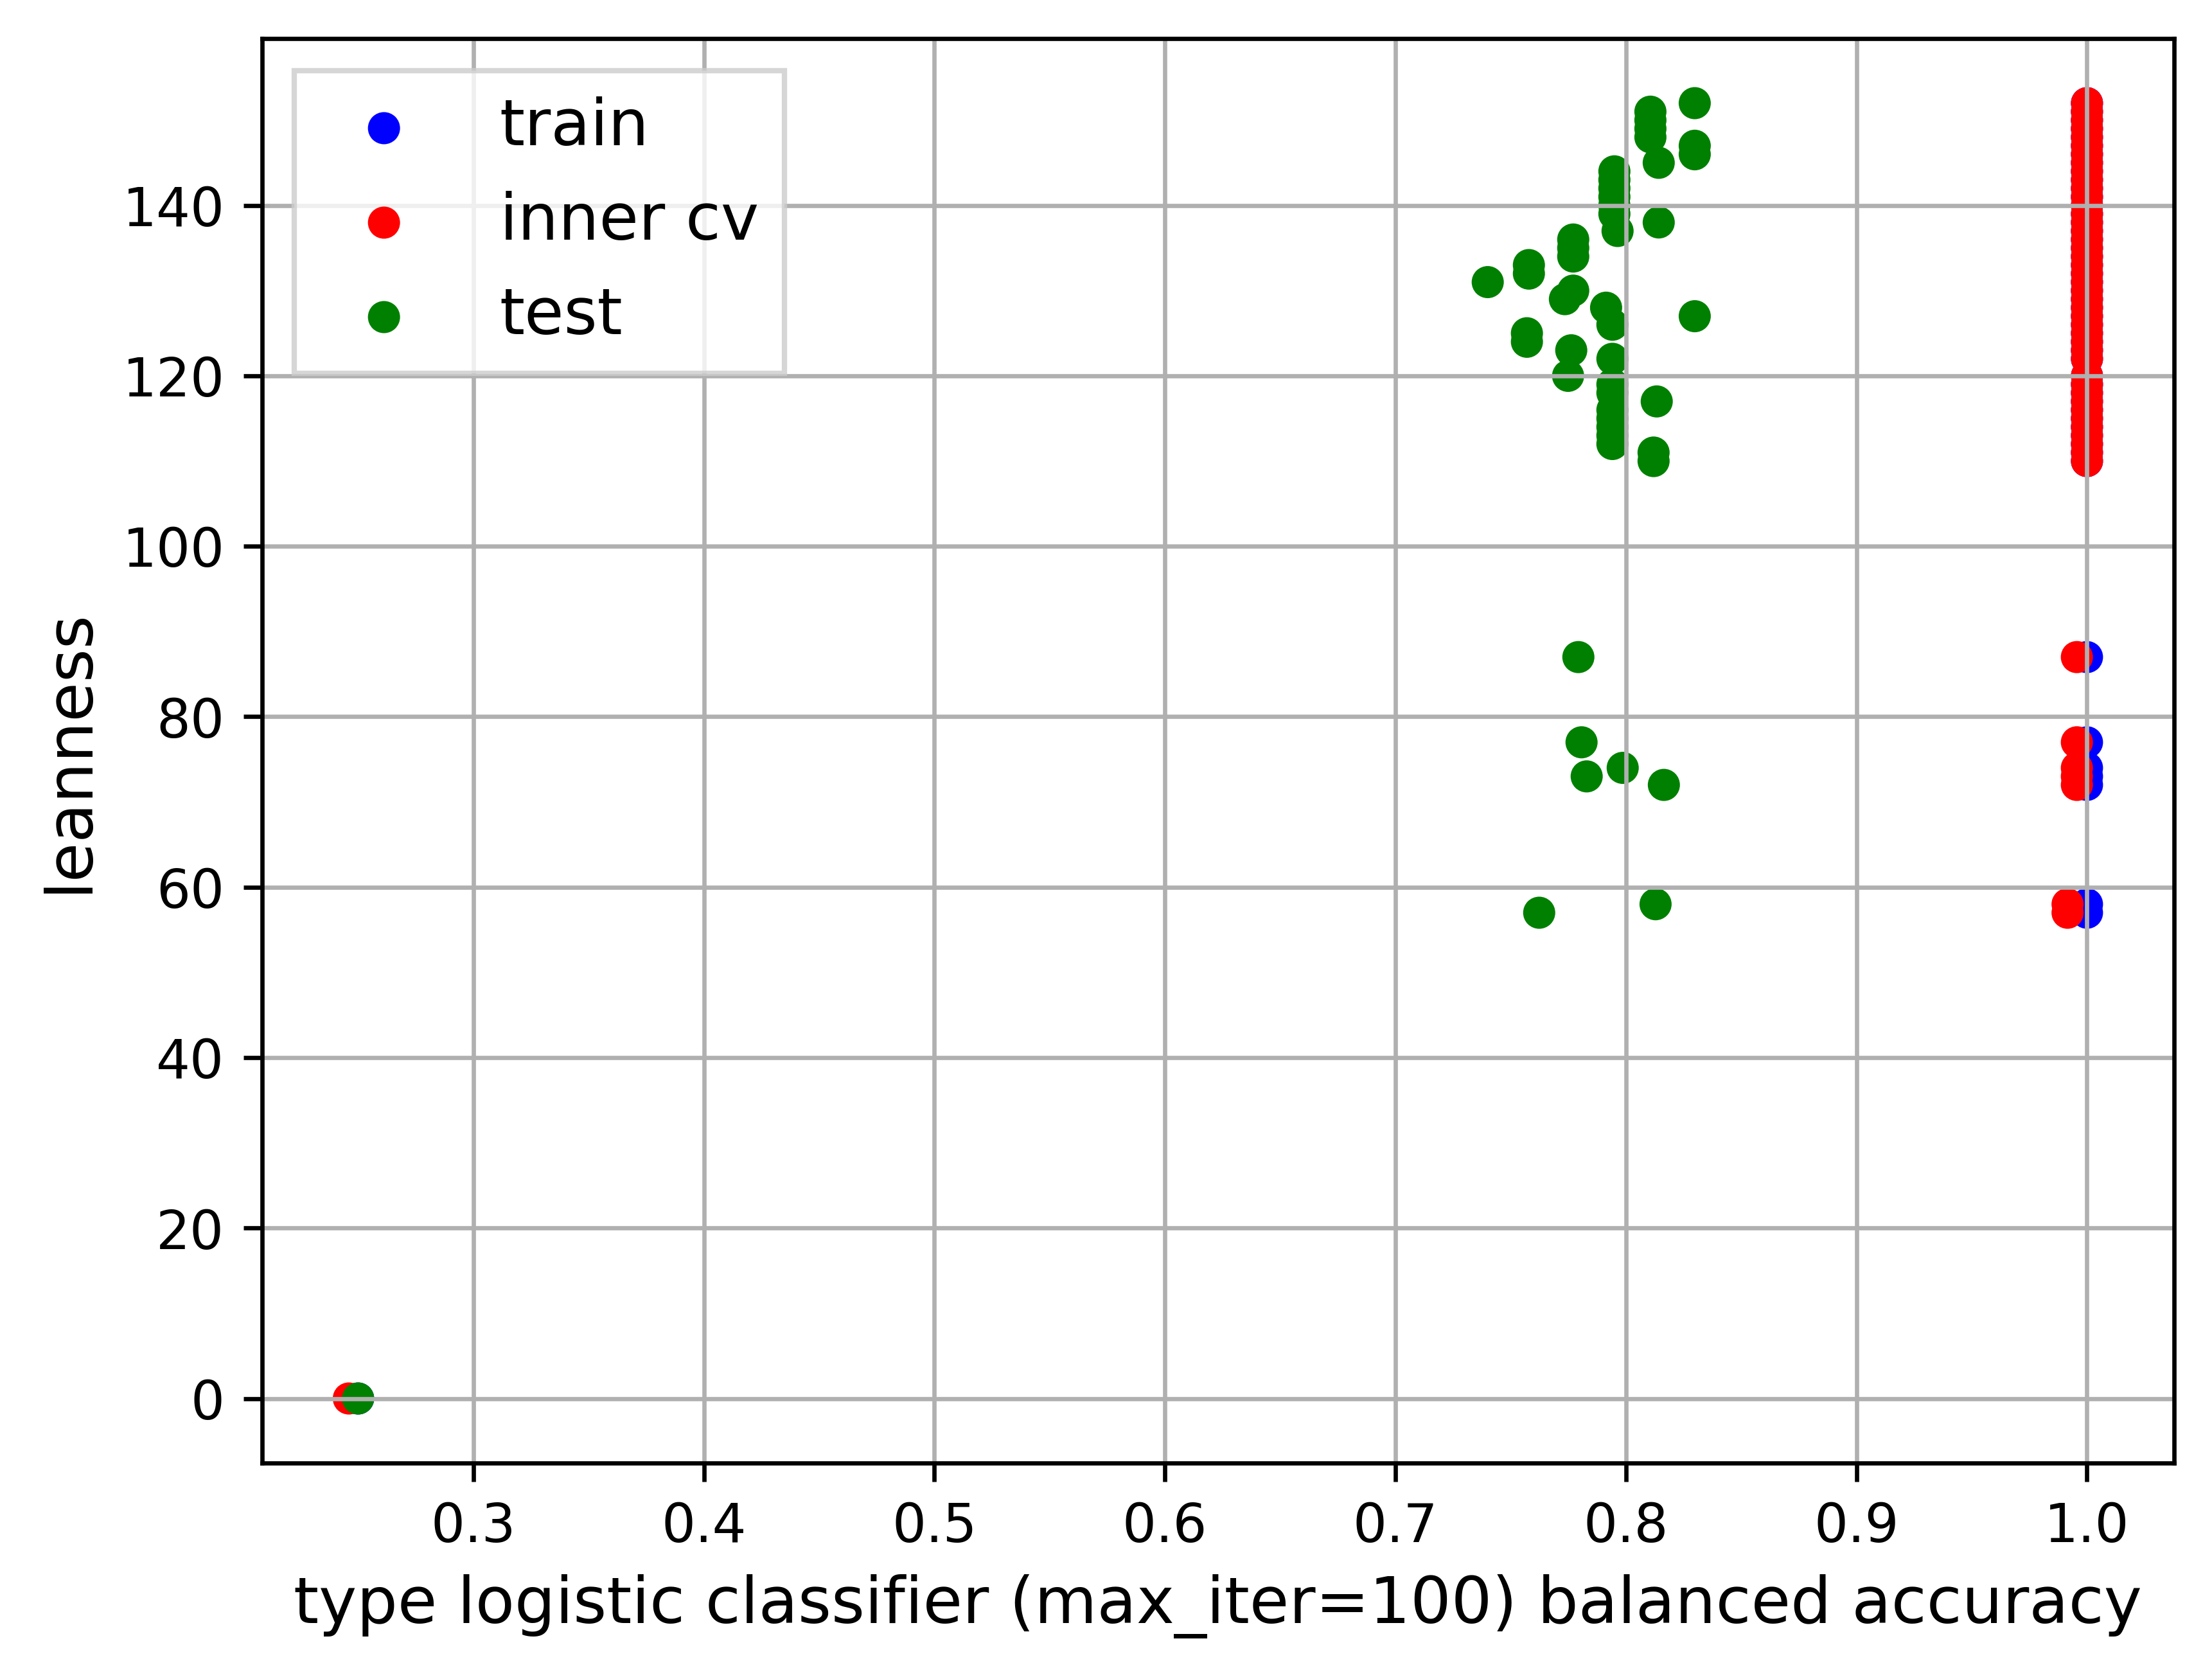 train
inner cv
test
140
120
100
80
60
40
20
0
leanness
0.3 0.4 0.5 0.6 0.7 0.8 0.9 1.0
type logistic classifier (max_iter=100) balanced accuracy